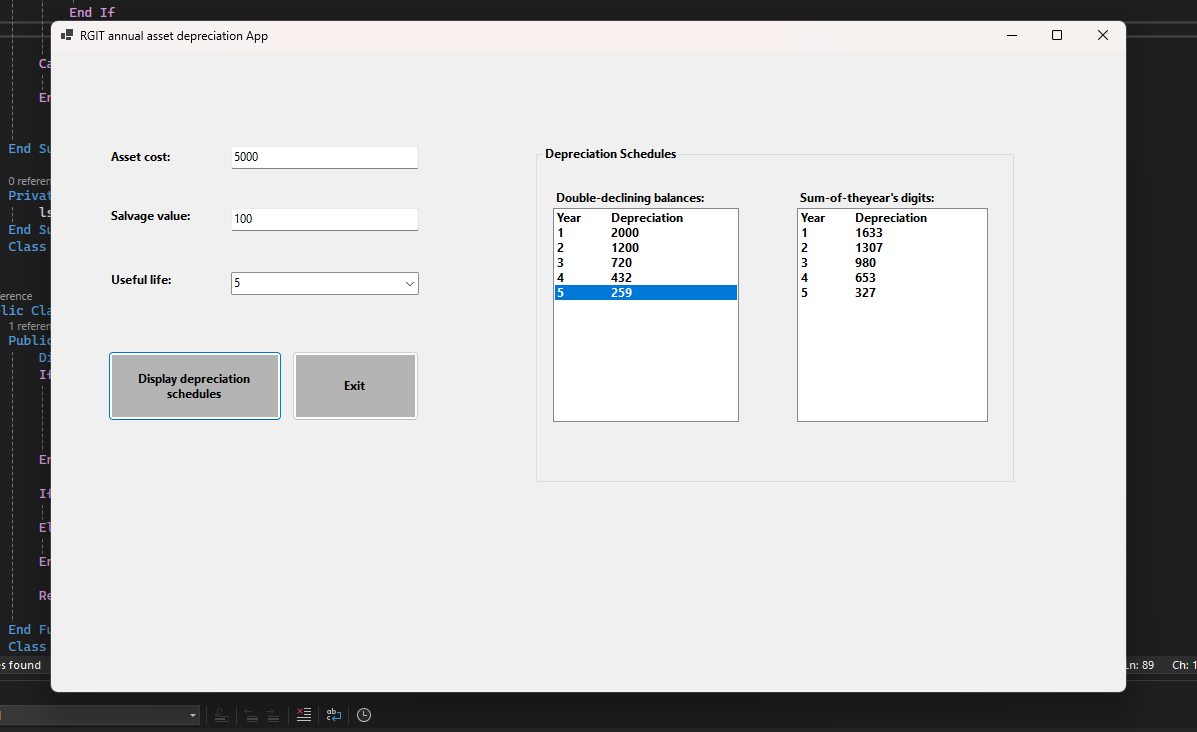 End If
RGIT annual asset depreciation App
Ca
En
End Su
0 referen
Privat
ls
End Su
Class
erence
lic Cla
1 referen
Public
Di
If
En
If
El
En
Re
End Fu
Class
es found
Asset cost:
5000
Salvage value:
100
Useful life:
5
Display depreciation
schedules
Exit
Depreciation Schedules
Double-declining balances:
Year Depreciation
1 2000
2 1200
3 720
4 432
5 259
Sum-of-theyear's digits:
Year Depreciation
1 1633
2 1307
3 980
4 653
5 327
Ln: 89 Ch: 1